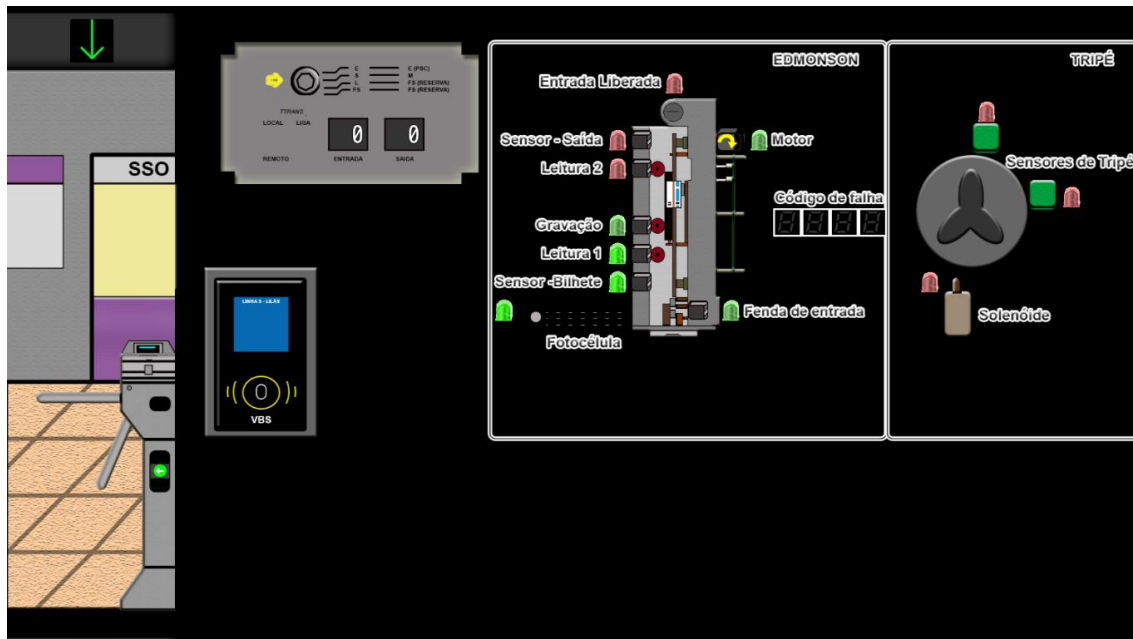 SSO
E
S
L
FS
E (FSC)
M
FS (RESERVA)
FS (RESERVA)
TTRANS
LOCAL LIGA
0
0
REMOTO
ENTRADA
SAIDA
LINHA 5 - LILÁS
VBS
EDMONSON
Entrada Liberada
Sensor - Saída
Motor
Leitura 2
Código de falha
Gravação
Leitura 1
Sensor -Bilhete
Fenda de entrada
Fotocélula
TRIPÉ
Sensores de Tripé
Solenóide